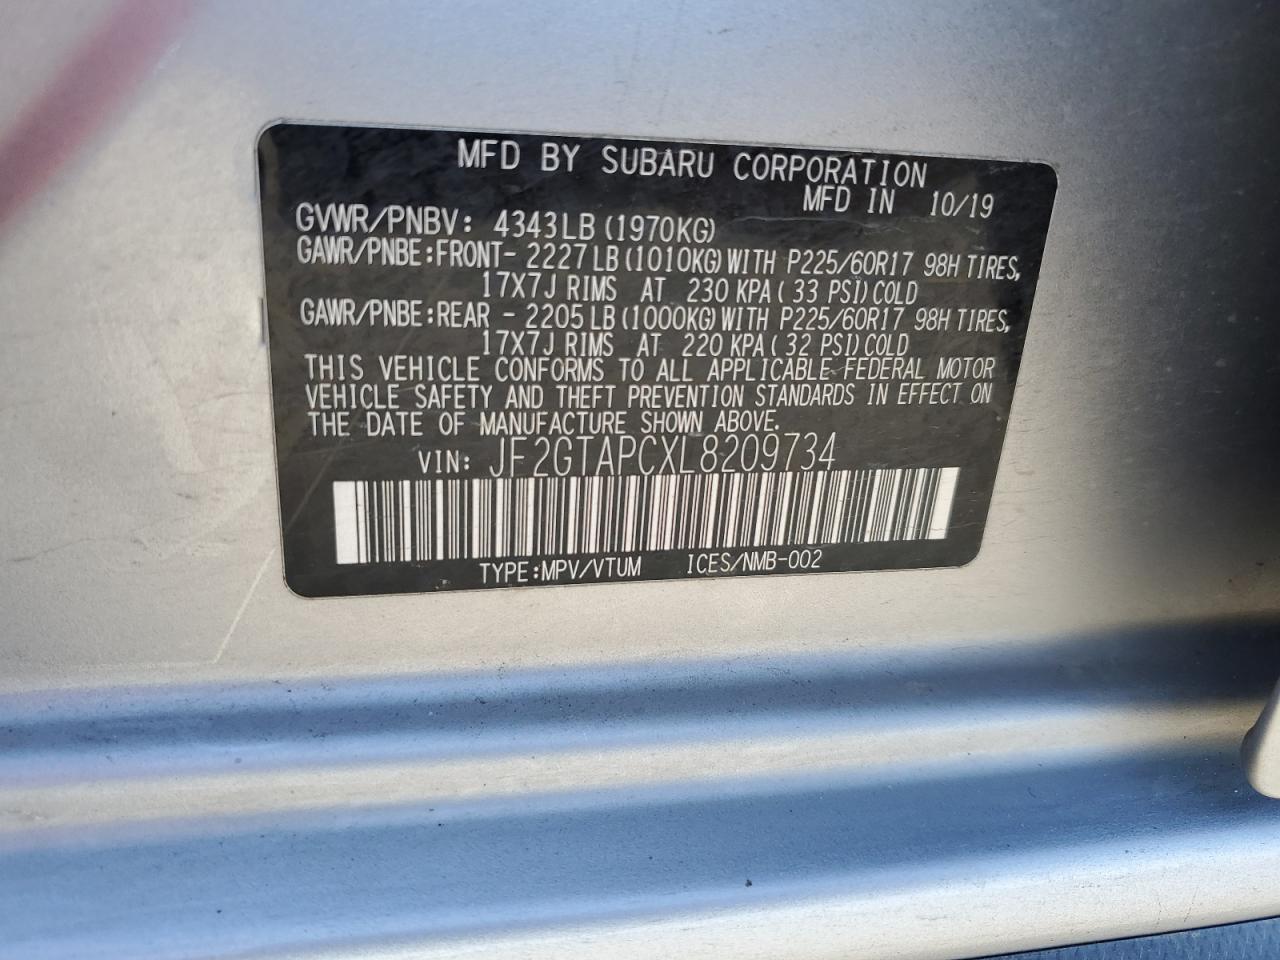 MFD BY SUBARU CORPORATION
MFD IN 10/19
GVWR/PNBV: 4343LB (1970KG)
GAWR/PNBE:FRONT- 2227LB (1010KG) WITH P225/60R17 98H TIRES,
17X7J RIMS AT 230 KPA ( 33 PSI) COLD
GAWR/PNBE:REAR - 2205LB (1000KG) WITH P225/60R17 98H TIRES,
17X7J RIMS AT 220 KPA ( 32 PSI) COLD
THIS VEHICLE CONFORMS TO ALL APPLICABLE FEDERAL MOTOR
VEHICLE SAFETY AND THEFT PREVENTION STANDARDS IN EFFECT ON
THE DATE OF MANUFACTURE SHOWN ABOVE.
VIN: JF2GTAPCXL8209734
TYPE:MPV/VTUM ICES/NMB-002